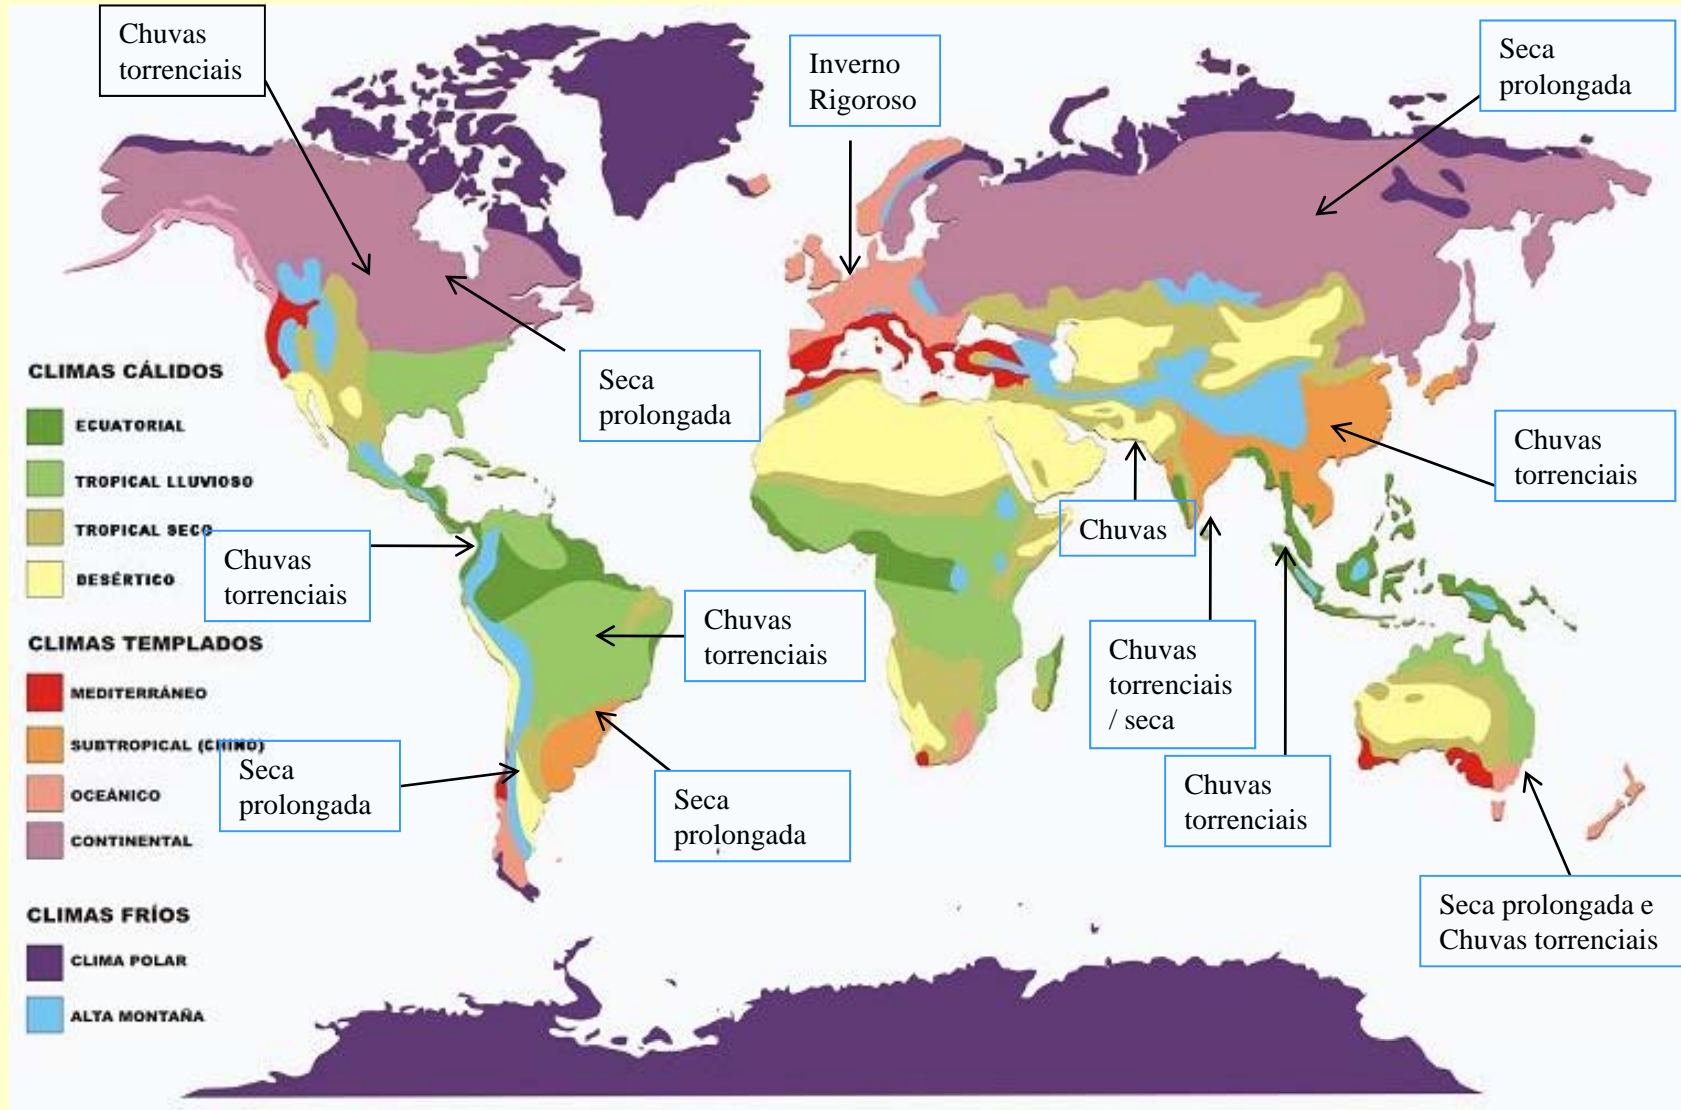 Chuvas
torrenciais
Inverno
Rigoroso
Seca
prolongada
Seca
prolongada
CLIMAS CÁLIDOS
ECUATORIAL
TROPICAL LLUVIOSO
TROPICAL SECO
DESÉRTICO
Chuvas
torrenciais
Chuvas
Chuvas
torrenciais
Chuvas
torrenciais
Chuvas
torrenciais
/ seca
CLIMAS TEMPLADOS
MEDITERRÁNEO
SUBTROPICAL (CHINO)
OCEÁNICO
CONTINENTAL
Seca
prolongada
Seca
prolongada
Chuvas
torrenciais
Seca prolongada e
Chuvas torrenciais
CLIMAS FRÍOS
CLIMA POLAR
ALTA MONTAÑA